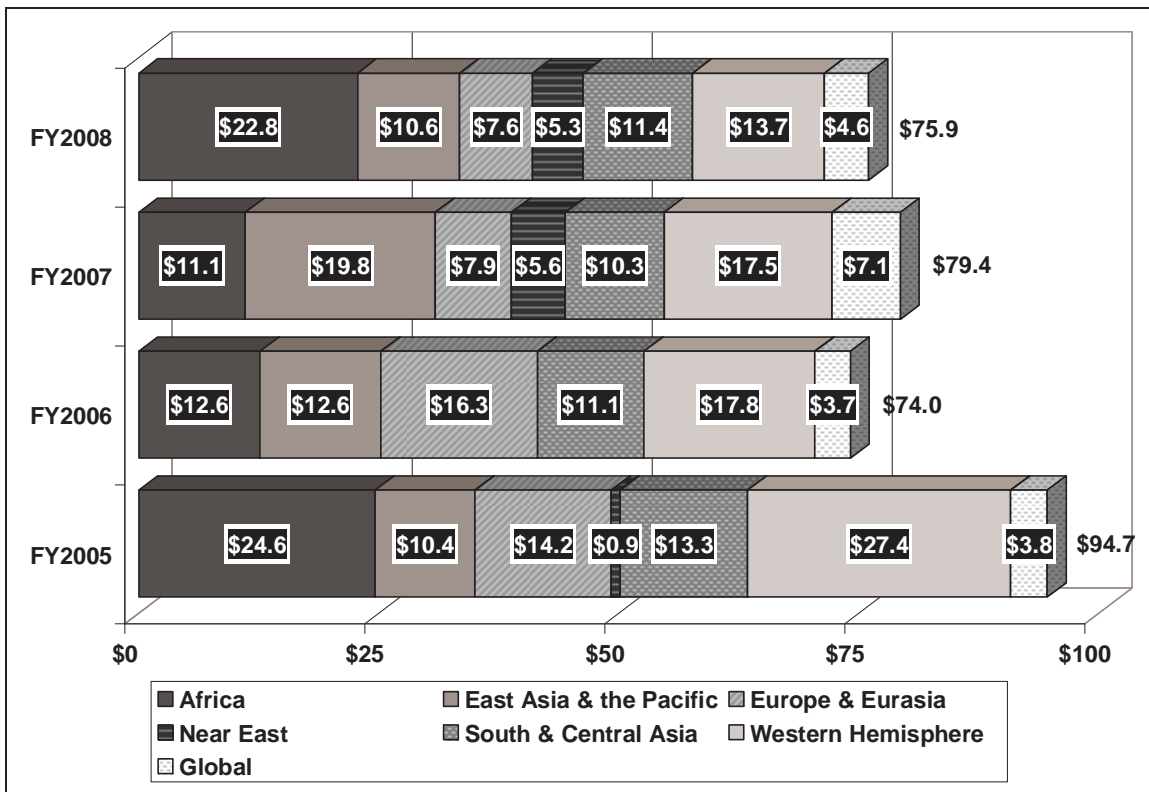 FY2008 $22.8 $10.6 $7.6 $5.3 $11.4 $13.7 $4.6 $75.9
FY2007 $11.1 $19.8 $7.9 $5.6 $10.3 $17.5 $7.1 $79.4
FY2006 $12.6 $12.6 $16.3 $11.1 $17.8 $3.7 $74.0
FY2005 $24.6 $10.4 $14.2 $0.9 $13.3 $27.4 $3.8 $94.7
$0 $25 $50 $75 $100
Africa East Asia & the Pacific Europe & Eurasia
Near East South & Central Asia Western Hemisphere
Global